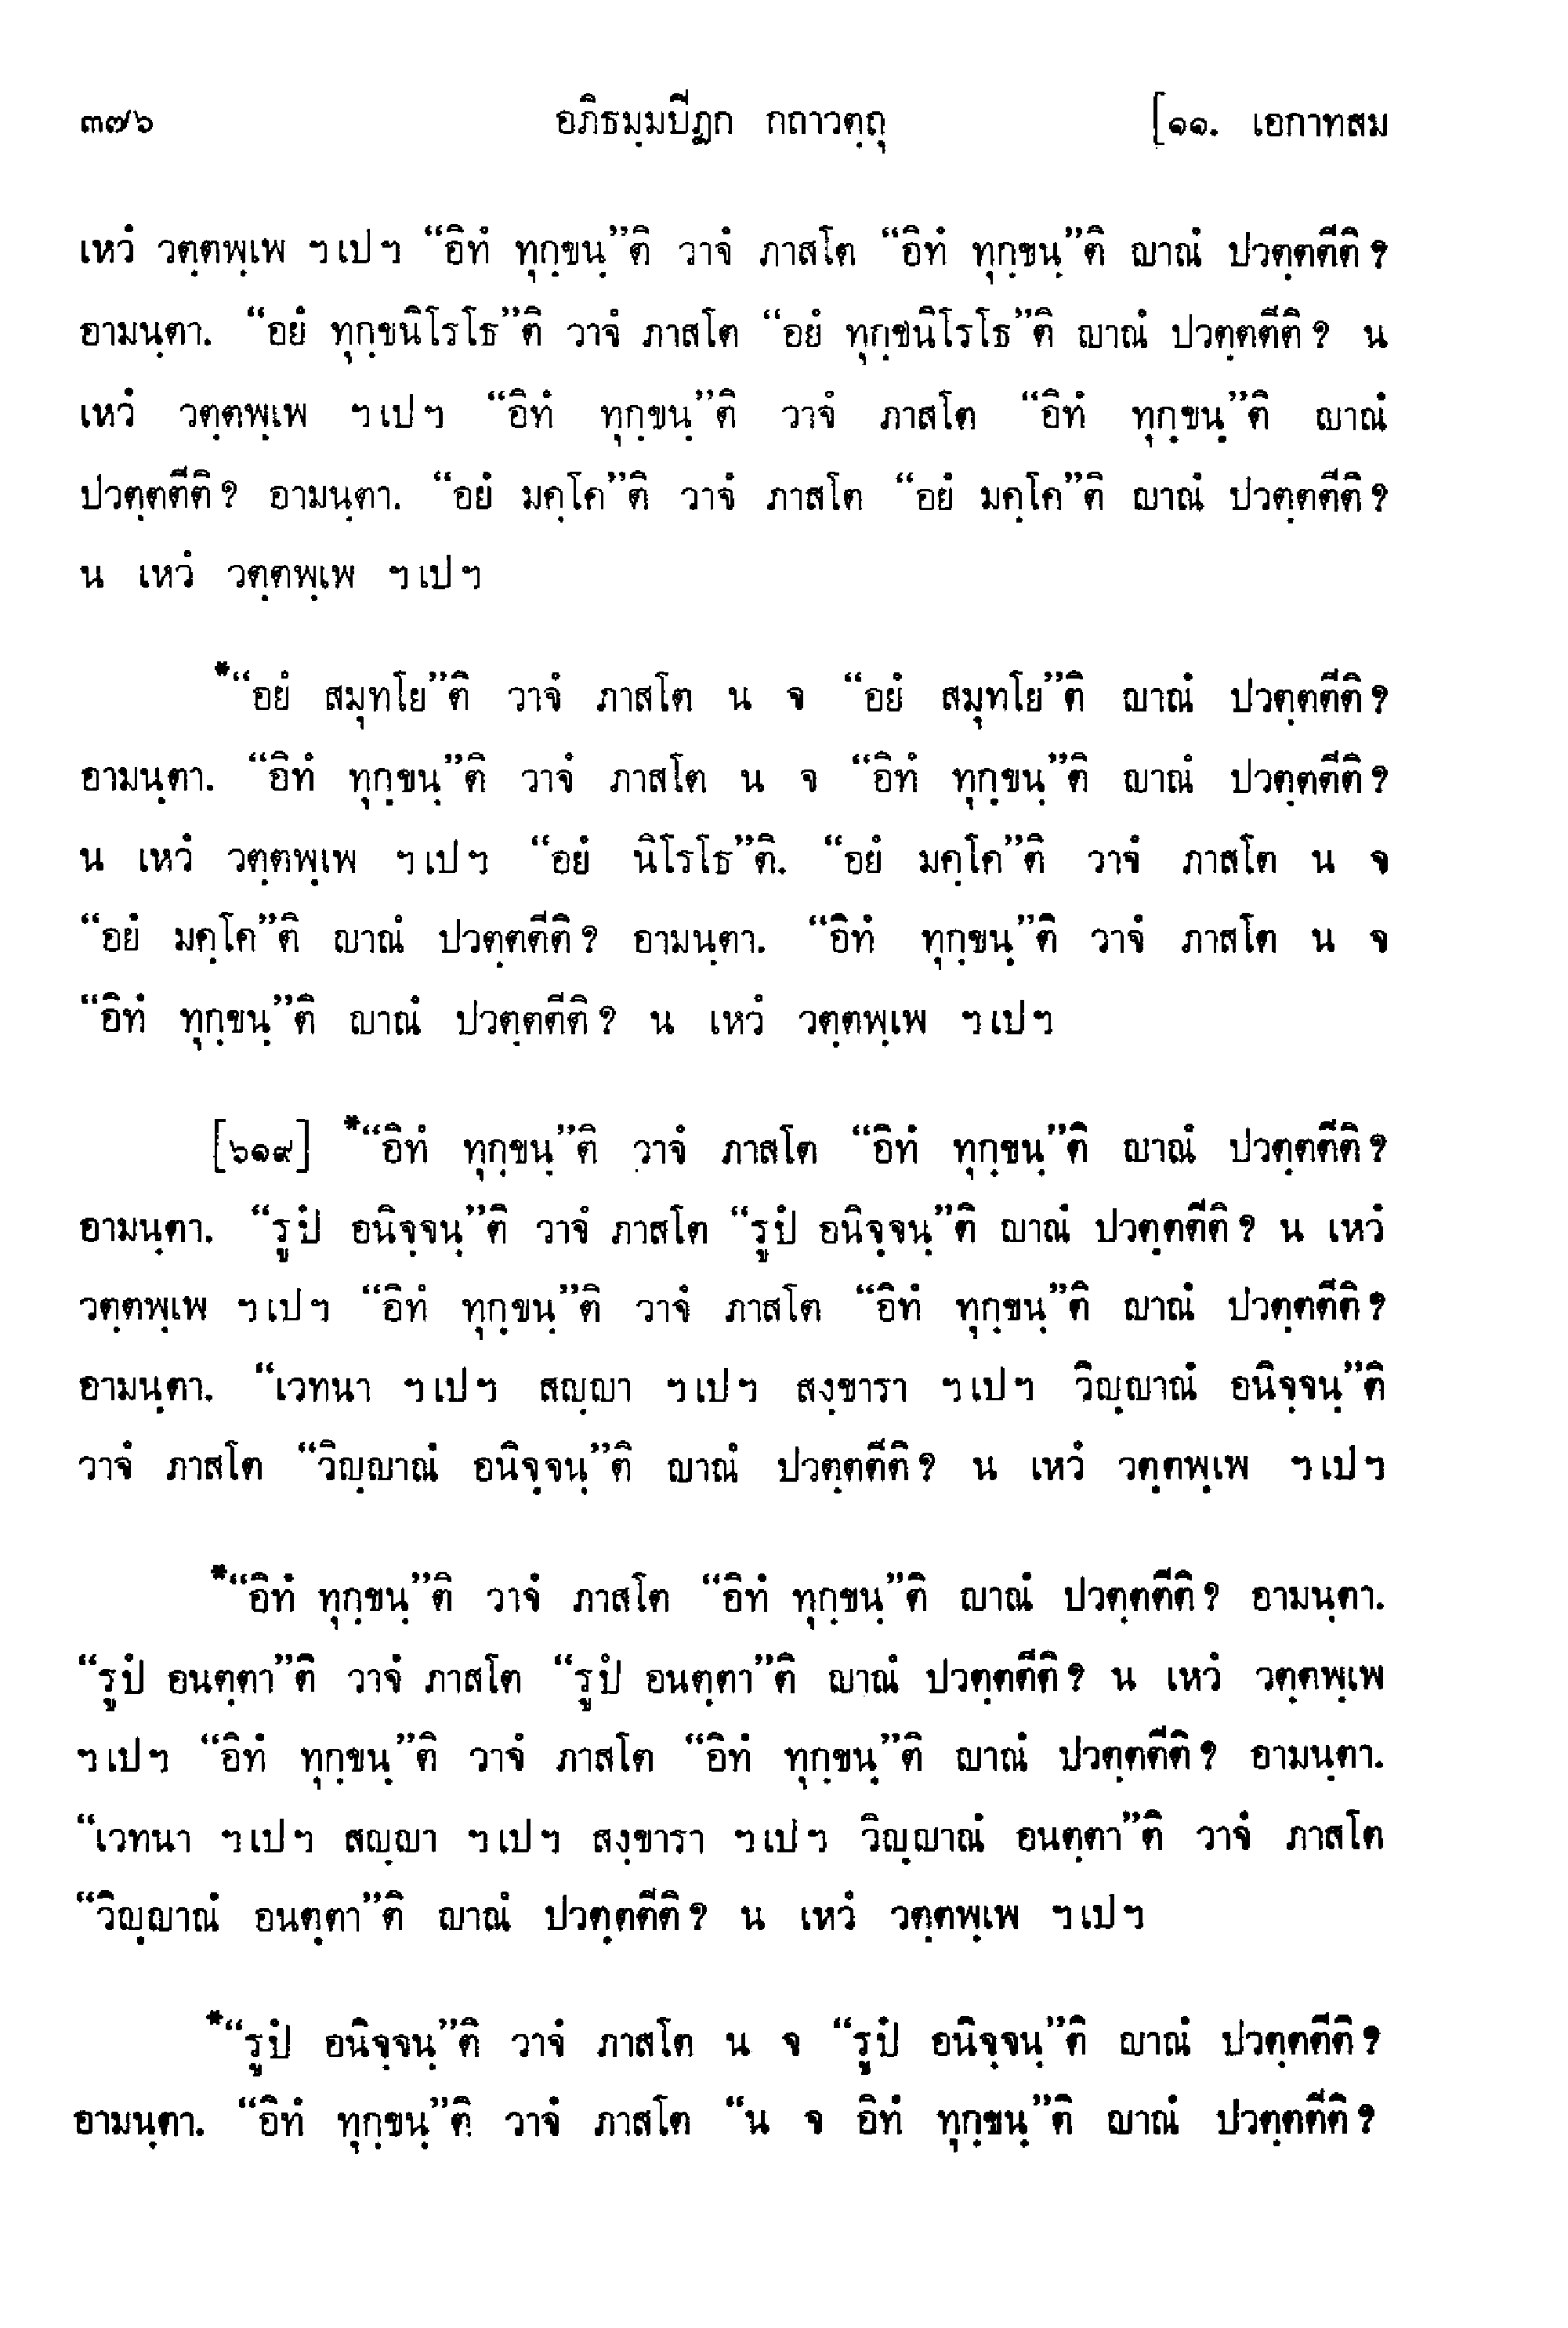 ๓๗๖ อภิธมฺมปีฏก กถาวตฺถุ [๑๑. เอกาทสม
เหวํ วตฺตพฺเพ ฯเปฯ “อิทํ ทุกฺขนฺ”ติ วาจํ ภาสโต “อิทํ ทุกฺขนฺ”ติ ญาณํ ปวตฺตตีติ?
อามนฺตา. “อยํ ทุกฺขนิโรโธ”ติ วาจํ ภาสโต “อยํ ทุกฺขนิโรโธ”ติ ญาณํ ปวตฺตตีติ? น
เหวํ วตฺตพฺเพ ฯเปฯ “อิทํ ทุกฺขนฺ”ติ วาจํ ภาสโต “อิทํ ทุกฺขนฺ”ติ ญาณํ
ปวตฺตตีติ? อามนฺตา. “อยํ มคฺโค”ติ วาจํ ภาสโต “อยํ มคฺโค”ติ ญาณํ ปวตฺตตีติ?
น เหวํ วตฺตพฺเพ ฯเปฯ
*“อยํ สมุทโย”ติ วาจํ ภาสโต น จ “อยํ สมุทโย”ติ ญาณํ ปวตฺตตีติ?
อามนฺตา. “อิทํ ทุกฺขนฺ”ติ วาจํ ภาสโต น จ “อิทํ ทุกฺขนฺ”ติ ญาณํ ปวตฺตตีติ?
น เหวํ วตฺตพฺเพ ฯเปฯ “อยํ นิโรโธ”ติ. “อยํ มคฺโค”ติ วาจํ ภาสโต น จ
“อยํ มคฺโค”ติ ญาณํ ปวตฺตตีติ? อามนฺตา. “อิทํ ทุกฺขนฺ”ติ วาจํ ภาสโต น จ
“อิทํ ทุกฺขนฺ”ติ ญาณํ ปวตฺตตีติ? น เหวํ วตฺตพฺเพ ฯเปฯ
[๖๑๙] *“อิทํ ทุกฺขนฺ”ติ วาจํ ภาสโต “อิทํ ทุกฺขนฺ”ติ ญาณํ ปวตฺตตีติ?
อามนฺตา. “รูปํ อนิจฺจนฺ”ติ วาจํ ภาสโต “รูปํ อนิจฺจนฺ”ติ ญาณํ ปวตฺตตีติ? น เหวํ
วตฺตพฺเพ ฯเปฯ “อิทํ ทุกฺขนฺ”ติ วาจํ ภาสโต “อิทํ ทุกฺขนฺ”ติ ญาณํ ปวตฺตตีติ?
อามนฺตา. “เวทนา ฯเปฯ สญฺญา ฯเปฯ สงฺขารา ฯเปฯ วิญฺญาณํ อนิจฺจนฺ”ติ
วาจํ ภาสโต “วิญฺญาณํ อนิจฺจนฺ”ติ ญาณํ ปวตฺตตีติ? น เหวํ วตฺตพฺเพ ฯเปฯ
*“อิทํ ทุกฺขนฺ”ติ วาจํ ภาสโต “อิทํ ทุกฺขนฺ”ติ ญาณํ ปวตฺตตีติ? อามนฺตา.
“รูปํ อนตฺตา”ติ วาจํ ภาสโต “รูปํ อนตฺตา”ติ ญาณํ ปวตฺตตีติ? น เหวํ วตฺตพฺเพ
ฯเปฯ “อิทํ ทุกฺขนฺ”ติ วาจํ ภาสโต “อิทํ ทุกฺขนฺ”ติ ญาณํ ปวตฺตตีติ? อามนฺตา.
“เวทนา ฯเปฯ สญฺญา ฯเปฯ สงฺขารา ฯเปฯ วิญฺญาณํ อนตฺตา”ติ วาจํ ภาสโต
“วิญฺญาณํ อนตฺตา”ติ ญาณํ ปวตฺตตีติ? น เหวํ วตฺตพฺเพ ฯเปฯ
*“รูปํ อนิจฺจนฺ”ติ วาจํ ภาสโต น จ “รูปํ อนิจฺจนฺ”ติ ญาณํ ปวตฺตตีติ?
อามนฺตา. “อิทํ ทุกฺขนฺ”ติ วาจํ ภาสโต “น จ อิทํ ทุกฺขนฺ”ติ ญาณํ ปวตฺตตีติ?